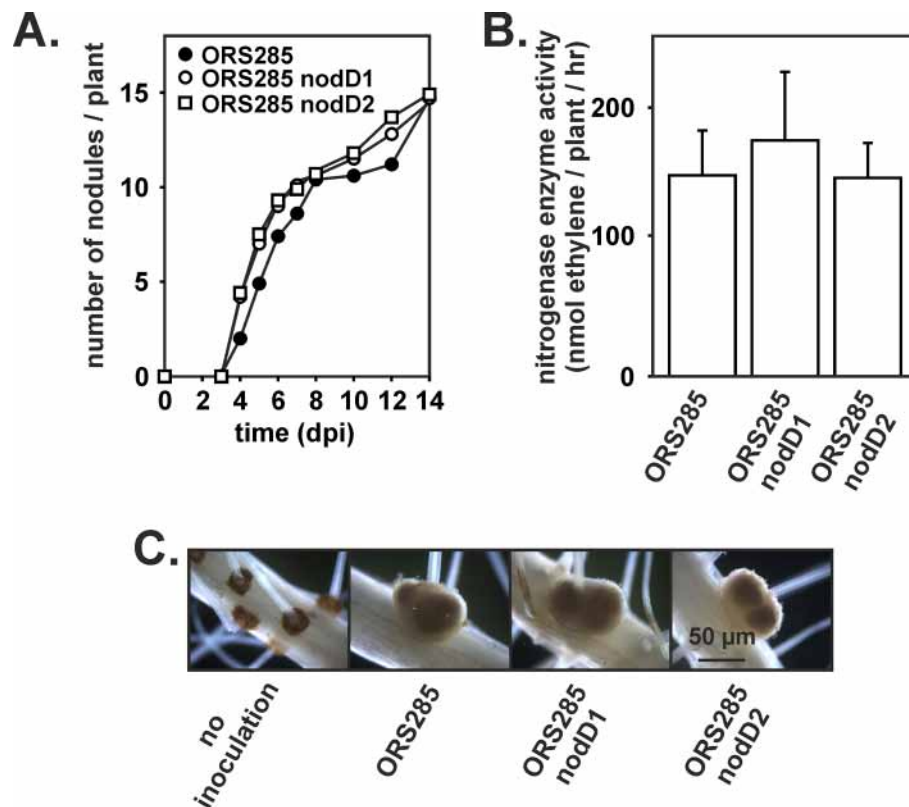 A.
ORS285
ORS285 nodD1
ORS285 nodD2
number of nodules / plant
15
10
5
0
0 2 4 6 8 10 12 14
time (dpi)
B.
nitrogenase enzyme activity
(nmol ethylene / plant / hr)
200
100
0
ORS285
ORS285
nodD1
ORS285
nodD2
C.
50 µm
no
inoculation
ORS285
ORS285
nodD1
ORS285
nodD2